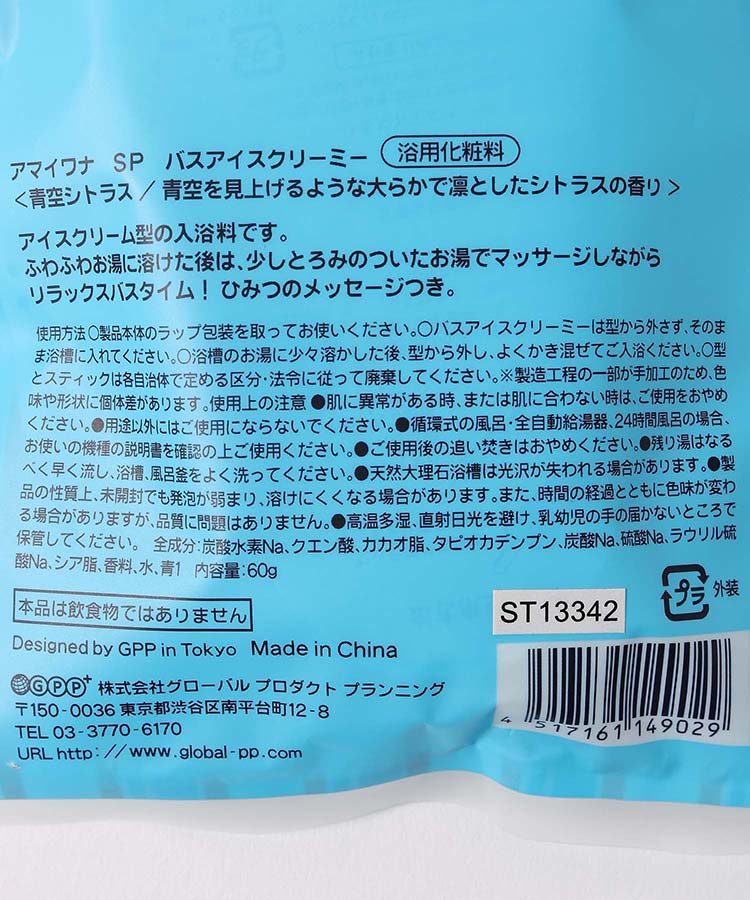 アマイワナ SP バスアイスクリーミー 浴用化粧料
<青空シトラス / 青空を見上げるような大らかで凛としたシトラスの香り>
アイスクリーム型の入浴料です。
ふわふわお湯に溶けた後は、少しとろみのついたお湯でマッサージしながら
リラックスバスタイム! ひみつのメッセージつき。
使用方法 〇製品本体のラップ包装を取ってお使いください。〇バスアイスクリーミーは型から外さず、そのま
ま浴槽に入れてください。〇浴槽のお湯に少々溶かした後、型から外し、よくかき混ぜてご入浴ください。〇型
とスティックは各自治体で定める区分・法令に従って廃棄してください。※製造工程の一部が手加工のため、色
味や形状に個体差があります。使用上の注意 ●肌に異常がある時、または肌に合わない時は、ご使用をおやめ
ください。●用途以外にはご使用にならないでください。●循環式の風呂・全自動給湯器、24時間風呂の場合、
お使いの機種の説明書を確認の上ご使用ください。●ご使用後の追い焚きはおやめください。●残り湯はなる
べく早く流し、浴槽、風呂釜をよく洗ってください。●天然大理石浴槽は光沢が失われる場合があります。●製
品の性質上、未開封でも発泡が弱まり、溶けにくくなる場合があります。また、時間の経過とともに色味が変わ
る場合がありますが、品質に問題はありません。●高温多湿、直射日光を避け、乳幼児の手の届かないところで
保管してください。 全成分:炭酸水素Na、クエン酸、カカオ脂、タピオカデンプン、炭酸Na、硫酸Na、ラウリル硫
酸Na、シア脂、香料、水、青1 内容量:60g
本品は飲食物ではありません
ST13342
プラ 外装
Designed by GPP in Tokyo Made in China
GPP+ 株式会社グローバル プロダクト プランニング
〒150-0036 東京都渋谷区南平台町12-8
TEL 03-3770-6170
URL http://www.global-pp.com
4 517161 149029